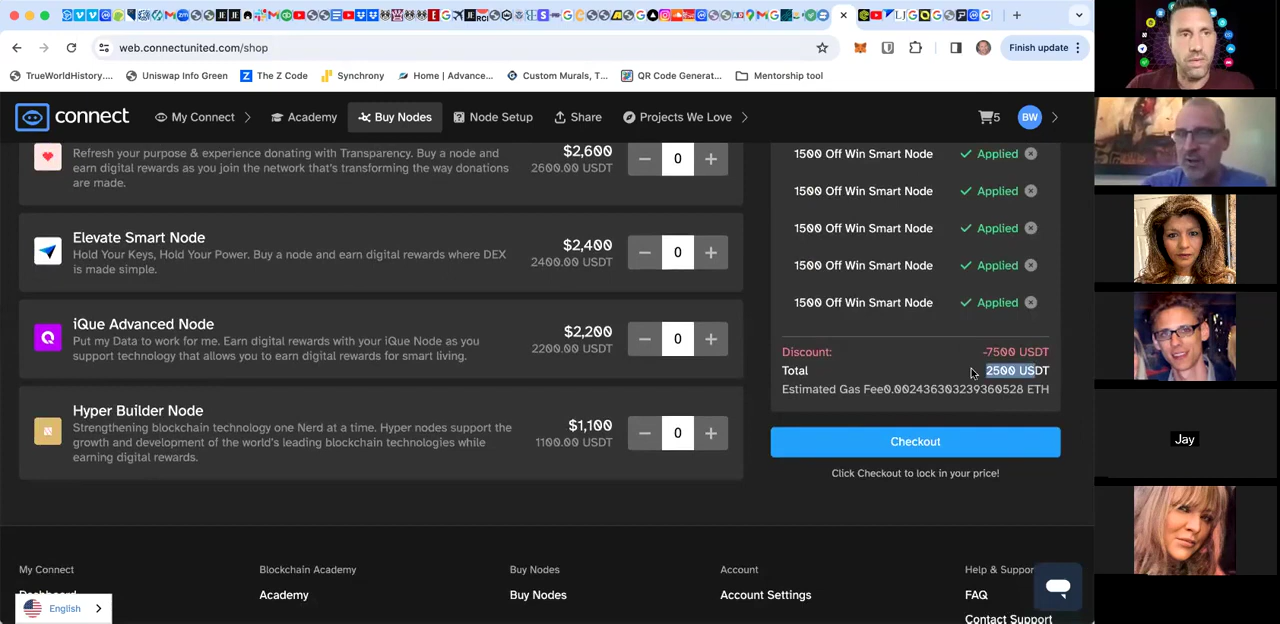 Finish update
web.connectunited.com/shop
TrueWorldHistory....
Uniswap Info Green
The Z Code
Synchrony
Home | Advance...
Custom Murals, T...
QR Code Generat...
Mentorship tool
connect
My Connect
Academy
Buy Nodes
Node Setup
Share
Projects We Love
5
BW
Refresh your purpose & experience donating with Transparency. Buy a node and
earn digital rewards as you join the network that's transforming the way donations
are made.
$2,600
2600.00 USDT
0
Elevate Smart Node
Hold Your Keys, Hold Your Power. Buy a node and earn digital rewards where DEX
is made simple.
$2,400
2400.00 USDT
0
iQue Advanced Node
Put my Data to work for me. Earn digital rewards with your iQue Node as you
support technology that allows you to earn digital rewards for smart living.
$2,200
2200.00 USDT
0
Hyper Builder Node
Strengthening blockchain technology one Nerd at a time. Hyper nodes support the
growth and development of the world's leading blockchain technologies while
earning digital rewards.
$1,100
1100.00 USDT
0
1500 Off Win Smart Node Applied
1500 Off Win Smart Node Applied
1500 Off Win Smart Node Applied
1500 Off Win Smart Node Applied
1500 Off Win Smart Node Applied
Discount: -7500 USDT
Total 2500 USDT
Estimated Gas Fee0.002436303239360528 ETH
Checkout
Click Checkout to lock in your price!
My Connect
Blockchain Academy
Buy Nodes
Account
Help & Suppor
Dashboard
Academy
Buy Nodes
Account Settings
FAQ
Contact Support
English
Jay